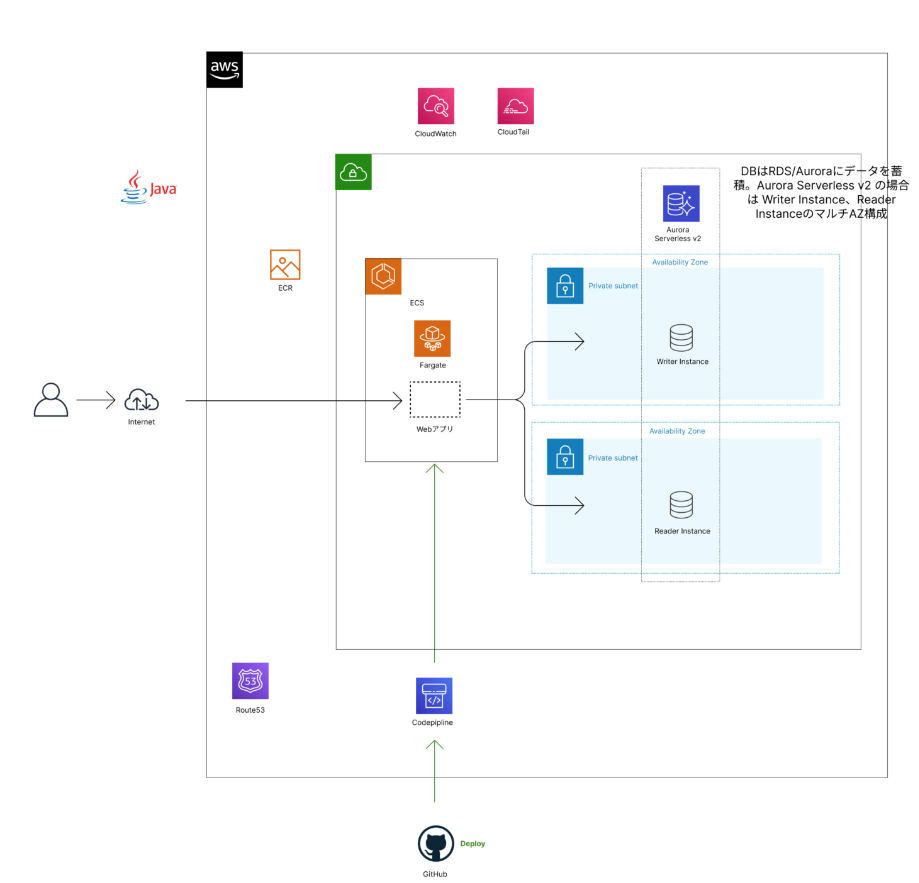 aws
CloudWatch
CloudTail
Java
DBはRDS/Auroraにデータを蓄
積。Aurora Serverless v2 の場合
は Writer Instance、Reader
InstanceのマルチAZ構成
Aurora
Serverless v2
Availability Zone
ECR
ECS
Private subnet
Fargate
Writer Instance
Internet
Webアプリ
Availability Zone
Private subnet
Reader Instance
53
Route53
Codepipline
Deploy
GitHub